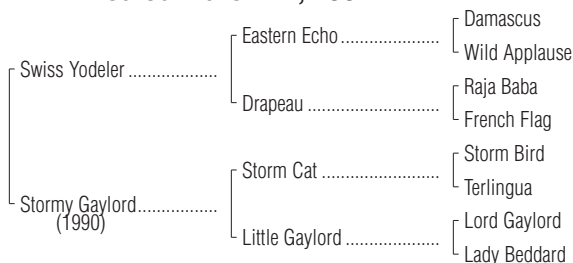 Damascus
Eastern Echo .....................
Wild Applause
Swiss Yodeler ...................
Raja Baba
Drapeau ............................
French Flag
Storm Bird
Storm Cat .........................
Terlingua
Stormy Gaylord.................
(1990)
Lord Gaylord
Little Gaylord ....................
Lady Beddard